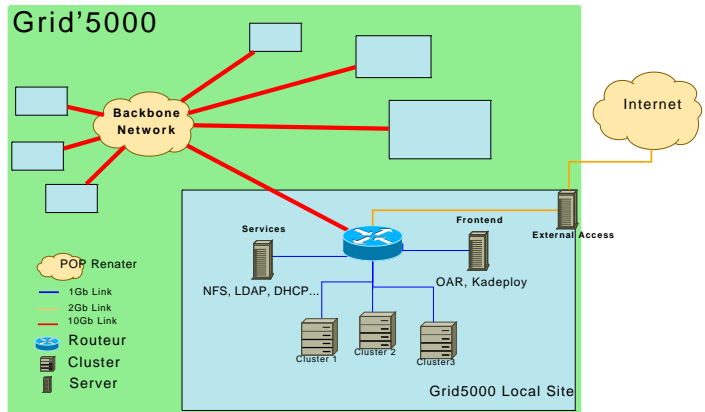 Grid'5000
Backbone
Network
Internet
Services
Frontend
External Access
NFS, LDAP, DHCP...
OAR, Kadeploy
POP Renater
1Gb Link
2Gb Link
10Gb Link
Routeur
Cluster
Server
Cluster 1
Cluster 2
Cluster3
Grid5000 Local Site